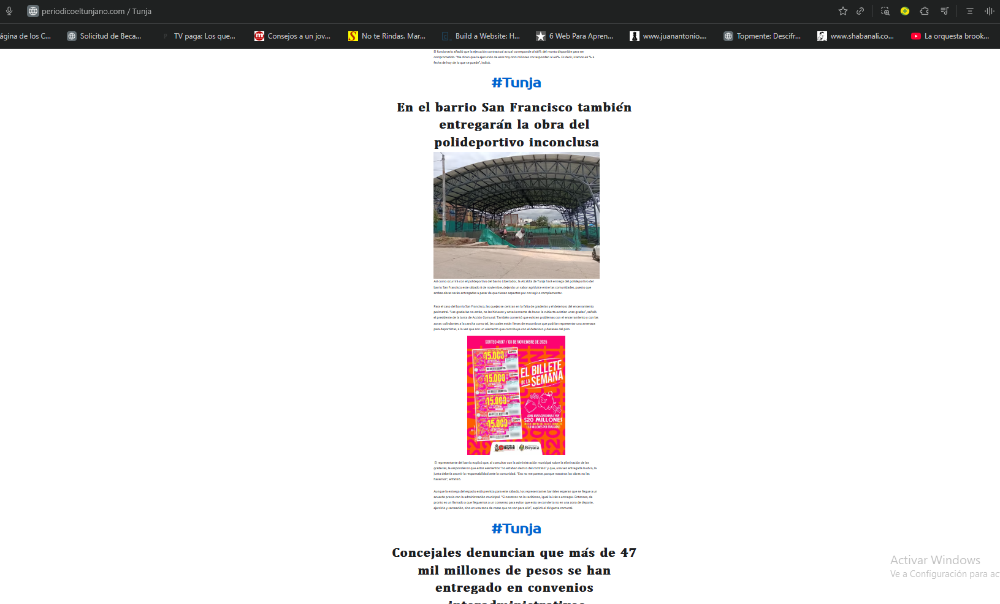 periodicoeltunjano.com / Tunja
ágina de los C...
Solicitud de Beca...
TV paga: Los que...
Consejos a un jov...
No te Rindas. Mar...
Build a Website: H...
6 Web Para Apren...
www.juanantonio....
Topmente: Descifr...
www.shabanali.co...
La orquesta brook...
El funcionario añadió que la ejecución contractual actual corresponde al 68% del monto disponible para ser
comprometido. "Me dicen que la ejecución de esos 105.000 millones corresponden al 68%. Es decir, iríamos 68 % a
fecha de hoy de lo que se puede", indicó.
#Tunja
En el barrio San Francisco también
entregarán la obra del
polideportivo inconclusa
Así como ocurrirá con el polideportivo del barrio Libertador, la Alcaldía de Tunja hará entrega del polideportivo del
barrio San Francisco este sábado 8 de noviembre, dejando un sabor agridulce entre las comunidades, puesto que
ambas obras serán entregadas a pesar de que tienen aspectos por corregir o complementar.
Para el caso del barrio San Francisco, las quejas se centran en la falta de graderías y el deterioro del encerramiento
perimetral. "Las graderías no están, no las hicieron y anteriormente de hacer la cubierta existían unas gradas", señaló
el presidente de la Junta de Acción Comunal. También comentó que existen problemas con el encerramiento y con las
zonas colindantes a la cancha como tal, las cuales están llenas de escombros que podrían representar una amenaza
para deportistas, a la vez que son un elemento que contribuye con el deterioro y desaseo del piso.
SORTEO 4597 / 08 DE NOVIEMBRE DE 2025
$15.000
$15.000
$15.000
$15.000
EL BILLETE
DE LA SEMANA
$20 MILLONES
Boyacá
El representante del barrio explicó que, al consultar con la administración municipal sobre la eliminación de las
graderías, le respondieron que estos elementos "no estaban dentro del contrato" y que, una vez entregada la obra, la
Junta debería asumir la responsabilidad ante la comunidad. "Eso no me parece, porque nosotros las obras no las
hacemos", enfatizó.
Aunque la entrega del espacio está prevista para este sábado, los representantes barriales esperan que se llegue a un
acuerdo previo con la administración municipal. "Si nosotros no lo recibimos, igual lo irán a entregar. Entonces, de
pronto es un llamado a que lleguemos a un consenso para evitar que esto se convierta no en una zona de deporte,
ejercicio y recreación, sino en una zona de cosas que no son para ello", explicó el dirigente comunal.
#Tunja
Concejales denuncian que más de 47
mil millones de pesos se han
entregado en convenios
interadministrativos
Activar Windows
Ve a Configuración para ac